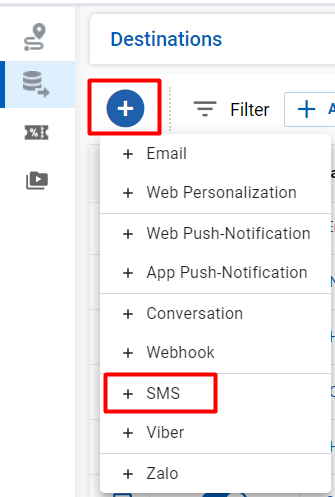 Destinations
+ Filter + A
+ Email
+ Web Personalization
+ Web Push-Notification
+ App Push-Notification
+ Conversation
+ Webhook
+ SMS
+ Viber
+ Zalo